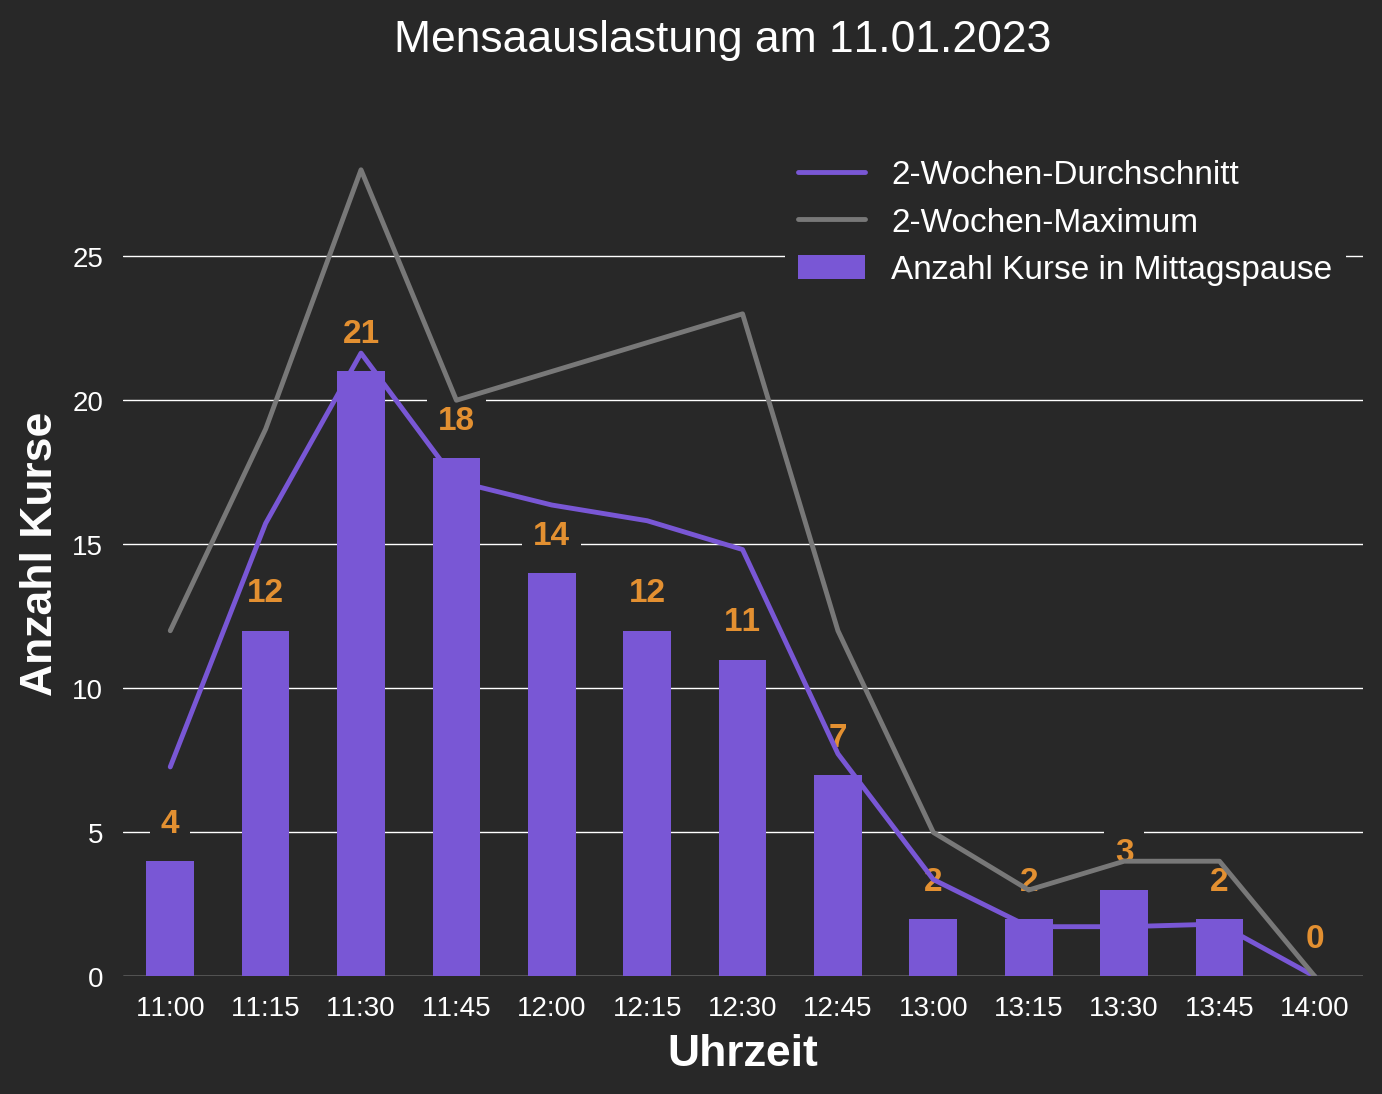 Mensaauslastung am 11.01.2023
2-Wochen-Durchschnitt
2-Wochen-Maximum
Anzahl Kurse in Mittagspause
Anzahl Kurse
25
20
15
10
5
0
4
12
21
18
14
12
11
7
2
2
3
2
0
11:00 11:15 11:30 11:45 12:00 12:15 12:30 12:45 13:00 13:15 13:30 13:45 14:00
Uhrzeit